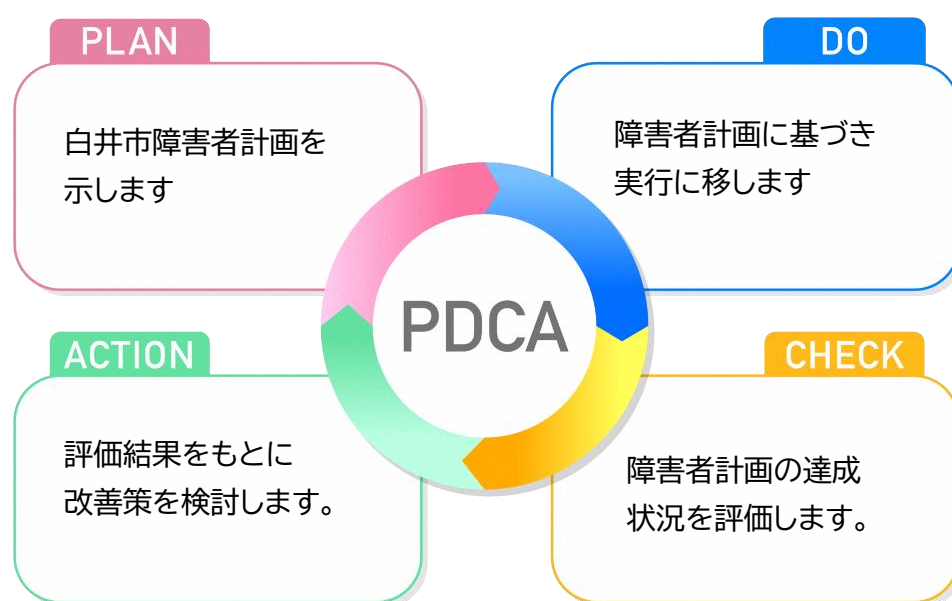 PLAN
白井市障害者計画を
示します
DO
障害者計画に基づき
実行に移します
PDCA
ACTION
評価結果をもとに
改善策を検討します。
CHECK
障害者計画の達成
状況を評価します。